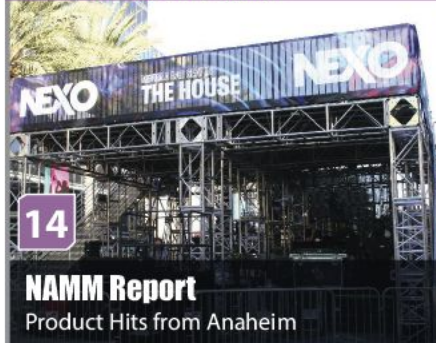 NEXO
THE HOUSE
NEXO
14
NAMM Report
Product Hits from Anaheim